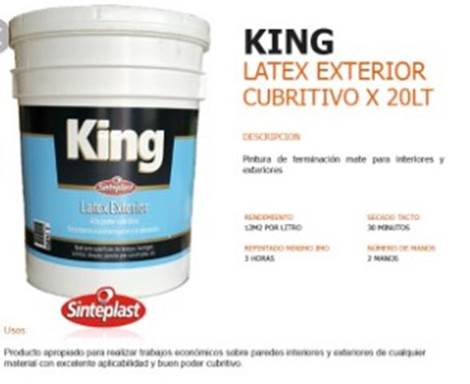 KING
LATEX EXTERIOR
CUBRITIVO X 20LT
King
Sinteplast
Latex Exterior
DESCRIPCION
Pintura de terminación mate para interiores y
exteriores
RENDIMIENTO
12M2 POR LITRO
SECADO TACTO
30 MINUTOS
REPINTADO MINIMO
3 HORAS
NÚMERO DE MANOS
2 MANOS
Sinteplast
Usos:
Producto apropiado para realizar trabajos económicos sobre paredes interiores y exteriores de cualquier
material con excelente aplicabilidad y buen poder cubritivo.